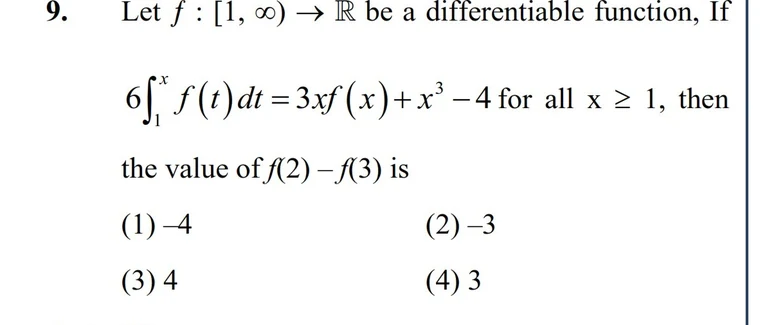 9. Let f : [1, ∞) → ℝ be a differentiable function, If
6∫₁ˣ f(t)dt = 3xf(x) + x³ – 4 for all x ≥ 1, then
the value of f(2) – f(3) is
(1) –4 (2) –3
(3) 4 (4) 3